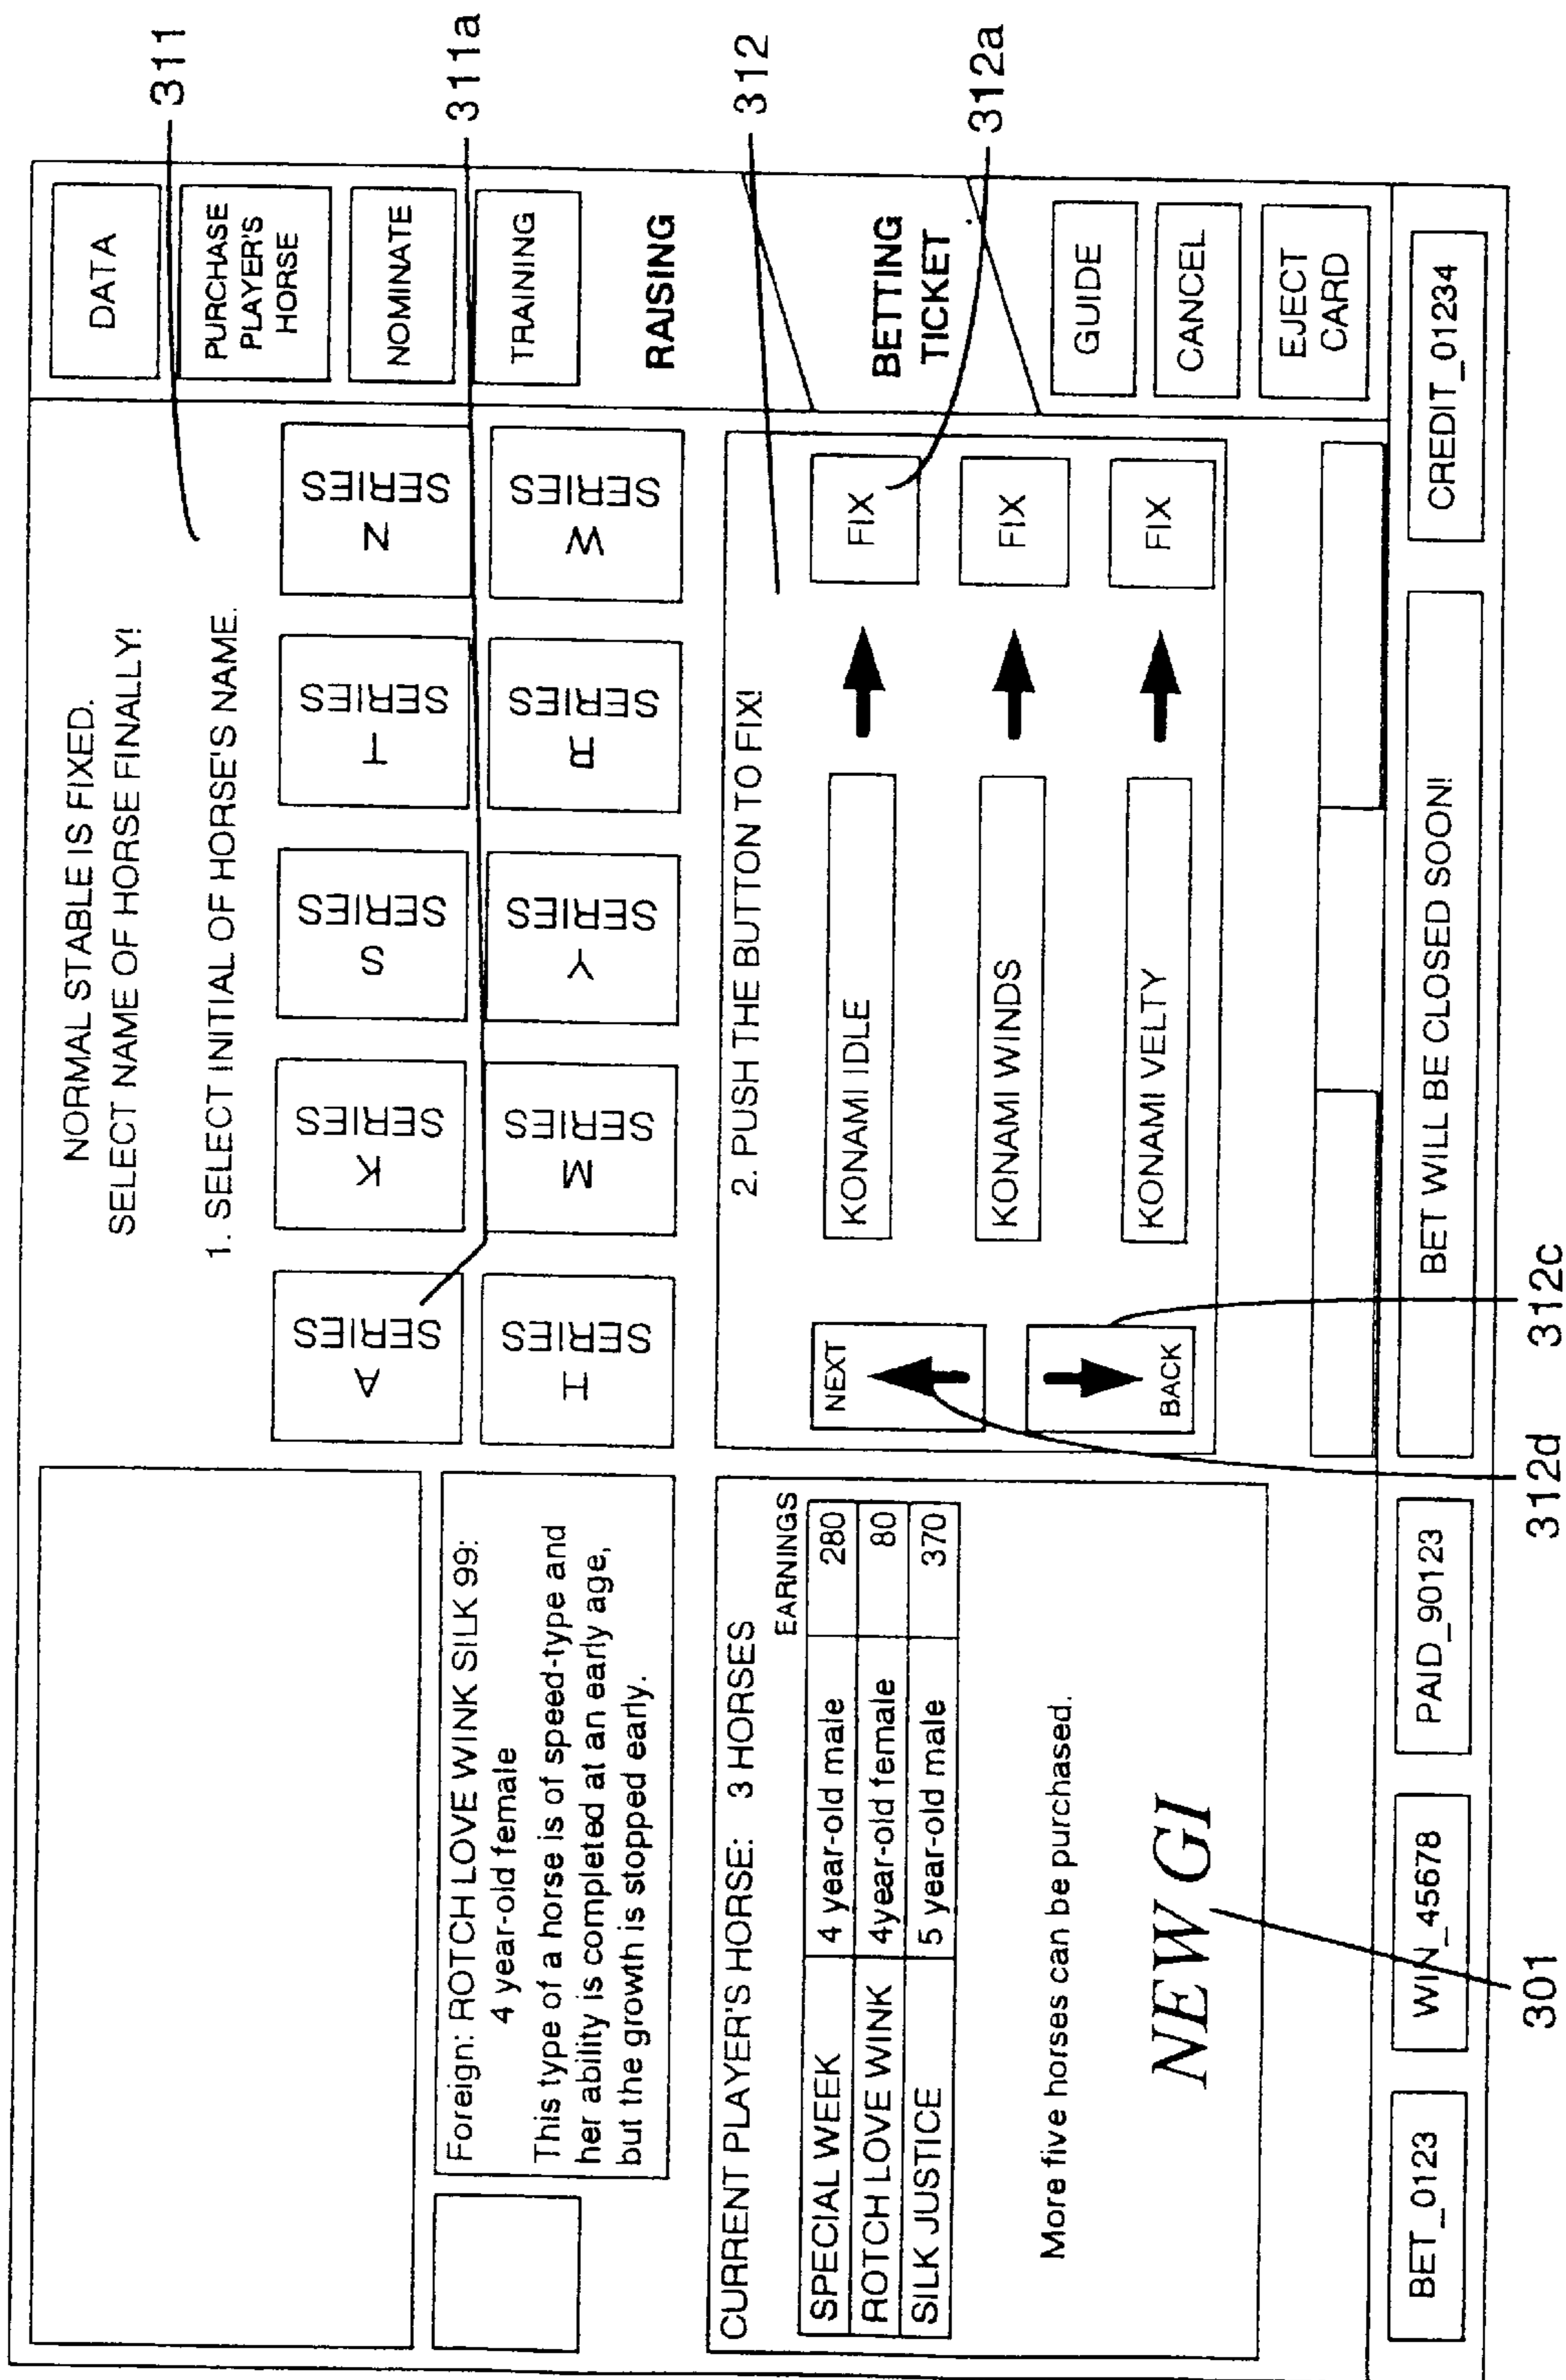 NORMAL STABLE IS FIXED.
SELECT NAME OF HORSE FINALLY!
1. SELECT INITIAL OF HORSE'S NAME.
A
SERIES
K
SERIES
S
SERIES
T
SERIES
N
SERIES
I
SERIES
M
SERIES
Y
SERIES
R
SERIES
W
SERIES
DATA
PURCHASE
PLAYER'S
HORSE
NOMINATE
TRAINING
RAISING
BETTING
TICKET
GUIDE
CANCEL
EJECT
CARD
Foreign: ROTCH LOVE WINK SILK 99:
4 year-old female
This type of a horse is of speed-type and
her ability is completed at an early age,
but the growth is stopped early.
CURRENT PLAYER'S HORSE: 3 HORSES
EARNINGS
SPECIAL WEEK 4 year-old male 280
ROTCH LOVE WINK 4year-old female 80
SILK JUSTICE 5 year-old male 370
More five horses can be purchased.
NEW GI
2. PUSH THE BUTTON TO FIX!
NEXT
BACK
KONAMI IDLE FIX
KONAMI WINDS FIX
KONAMI VELTY FIX
BET_0123 WIN_45678 PAID_90123 BET WILL BE CLOSED SOON! CREDIT_01234
311
311a
312
312a
301
312d
312c